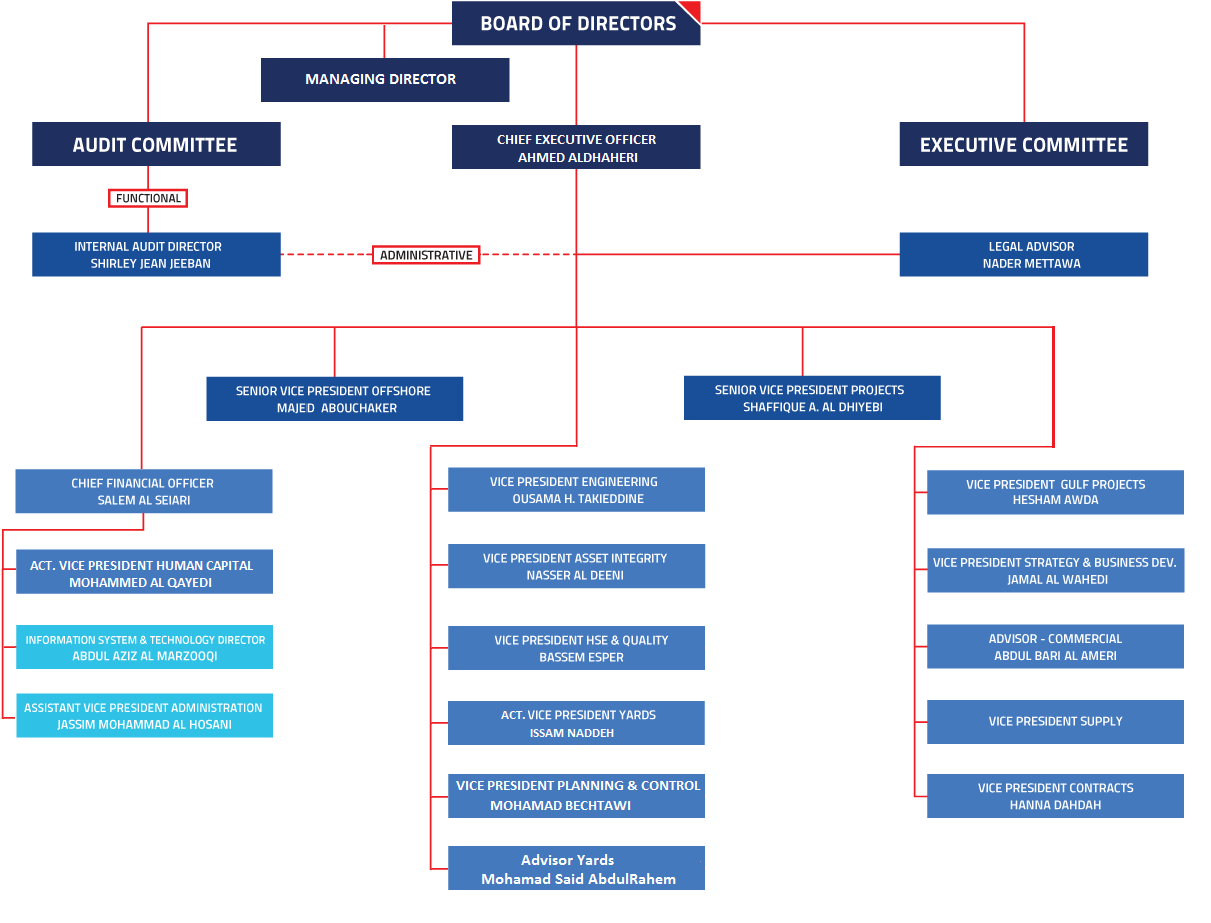 BOARD OF DIRECTORS
MANAGING DIRECTOR
AUDIT COMMITTEE
CHIEF EXECUTIVE OFFICER
AHMED ALDHAHERI
EXECUTIVE COMMITTEE
FUNCTIONAL
INTERNAL AUDIT DIRECTOR
SHIRLEY JEAN JEEBAN
ADMINISTRATIVE
LEGAL ADVISOR
NADER METTAWA
SENIOR VICE PRESIDENT OFFSHORE
MAJED ABOUCHAKER
SENIOR VICE PRESIDENT PROJECTS
SHAFFIQUE A. AL DHIYEBI
CHIEF FINANCIAL OFFICER
SALEM AL SEIARI
ACT. VICE PRESIDENT HUMAN CAPITAL
MOHAMMED AL QAYEDI
INFORMATION SYSTEM & TECHNOLOGY DIRECTOR
ABDUL AZIZ AL MARZOOQI
ASSISTANT VICE PRESIDENT ADMINISTRATION
JASSIM MOHAMMAD AL HOSANI
VICE PRESIDENT ENGINEERING
OUSAMA H. TAKIEDDINE
VICE PRESIDENT ASSET INTEGRITY
NASSER AL DEENI
VICE PRESIDENT HSE & QUALITY
BASSEM ESPER
ACT. VICE PRESIDENT YARDS
ISSAM NADDEH
VICE PRESIDENT PLANNING & CONTROL
MOHAMAD BECHTAWI
Advisor Yards
Mohamad Said AbdulRahem
VICE PRESIDENT GULF PROJECTS
HESHAM AWDA
VICE PRESIDENT STRATEGY & BUSINESS DEV.
JAMAL AL WAHEDI
ADVISOR - COMMERCIAL
ABDUL BARI AL AMERI
VICE PRESIDENT SUPPLY
VICE PRESIDENT CONTRACTS
HANNA DAHDAH